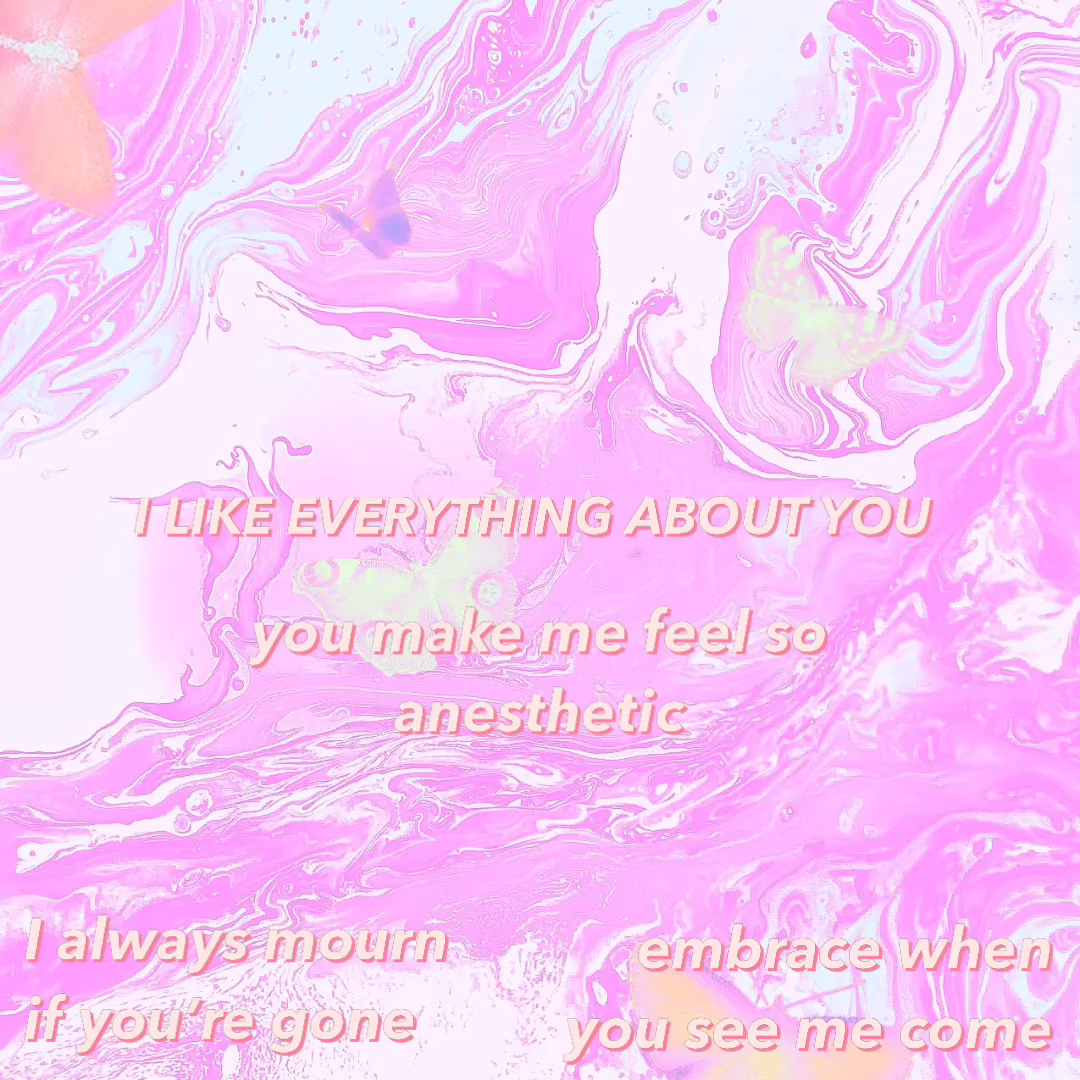 I LIKE EVERYTHING ABOUT YOU
you make me feel so
anesthetic
I always mourn
if you’re gone
embrace when
you see me come